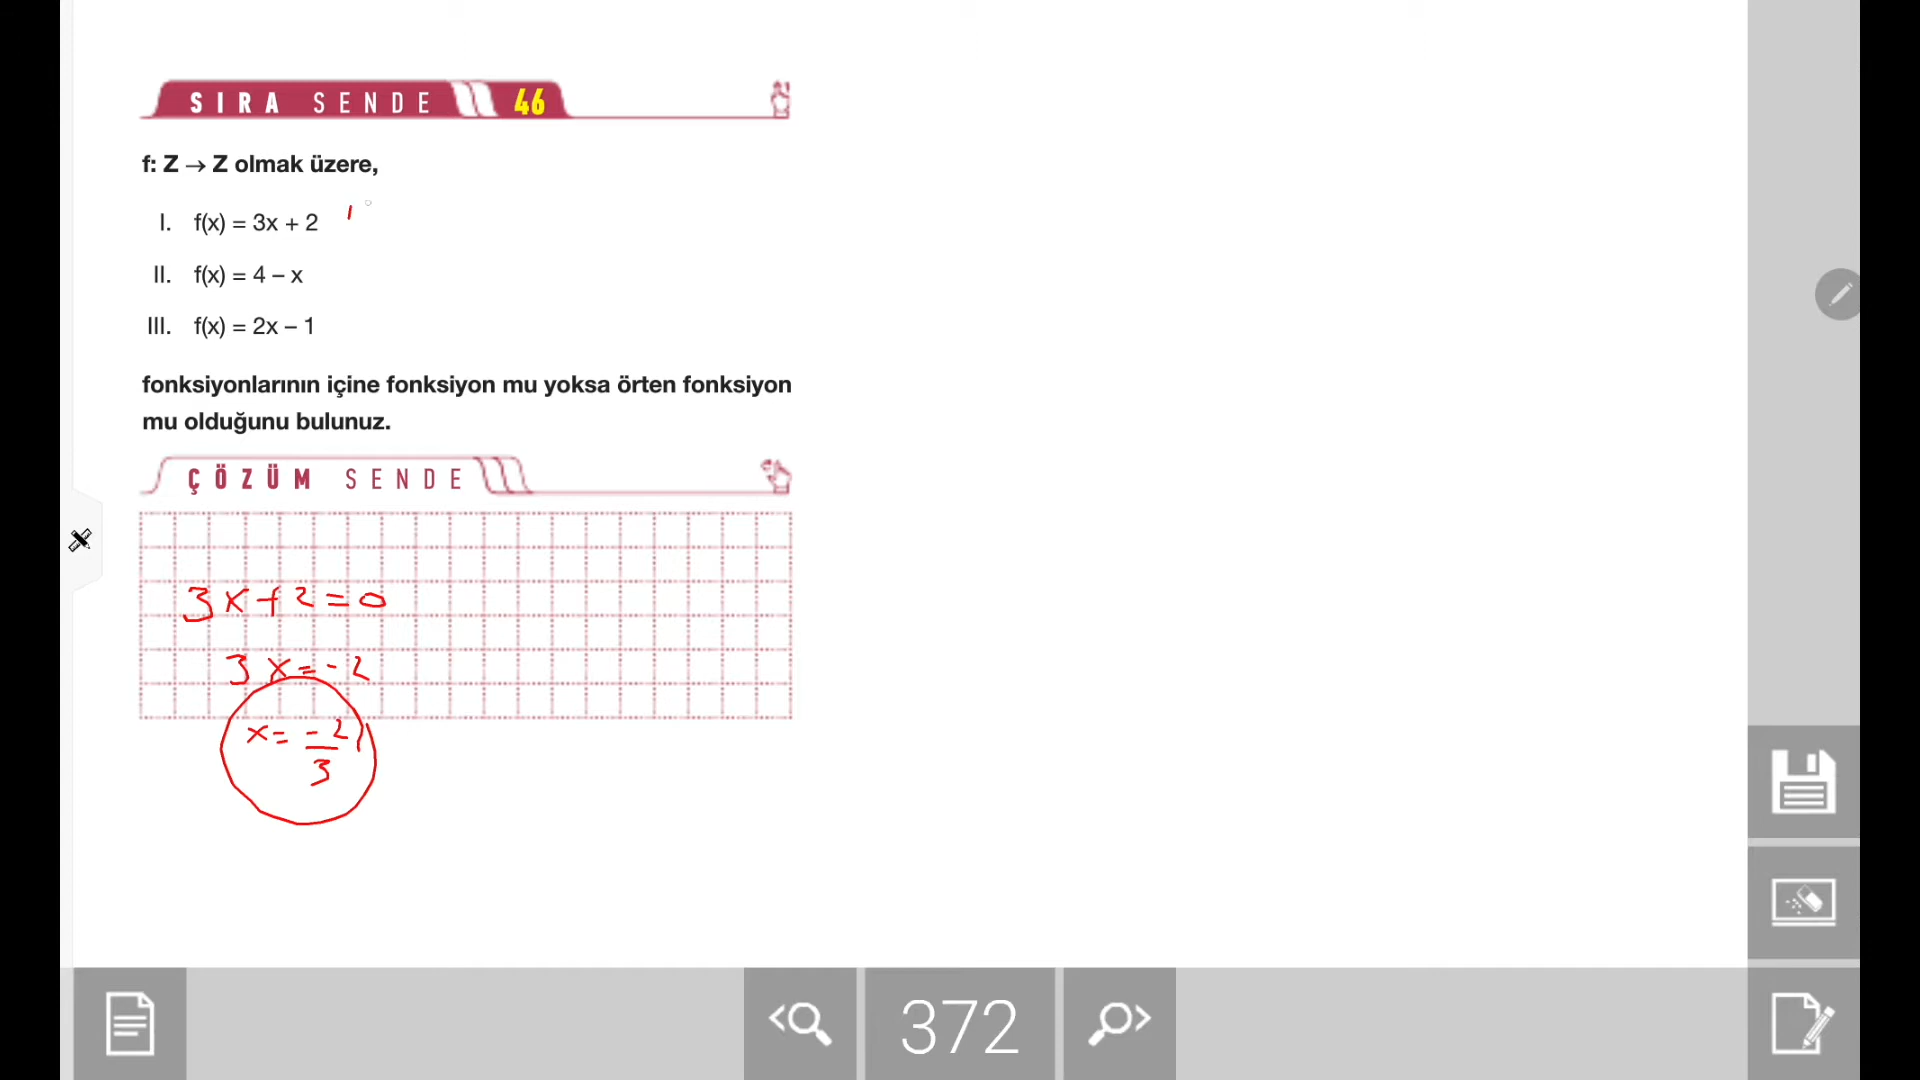 SIRA SENDE 46
f: Z → Z olmak üzere,
I. f(x) = 3x + 2
II. f(x) = 4 – x
III. f(x) = 2x – 1
fonksiyonlarının içine fonksiyon mu yoksa örten fonksiyon
mu olduğunu bulunuz.
ÇÖZÜM SENDE
3x+2=0
3x=-2
x=-2/3
372